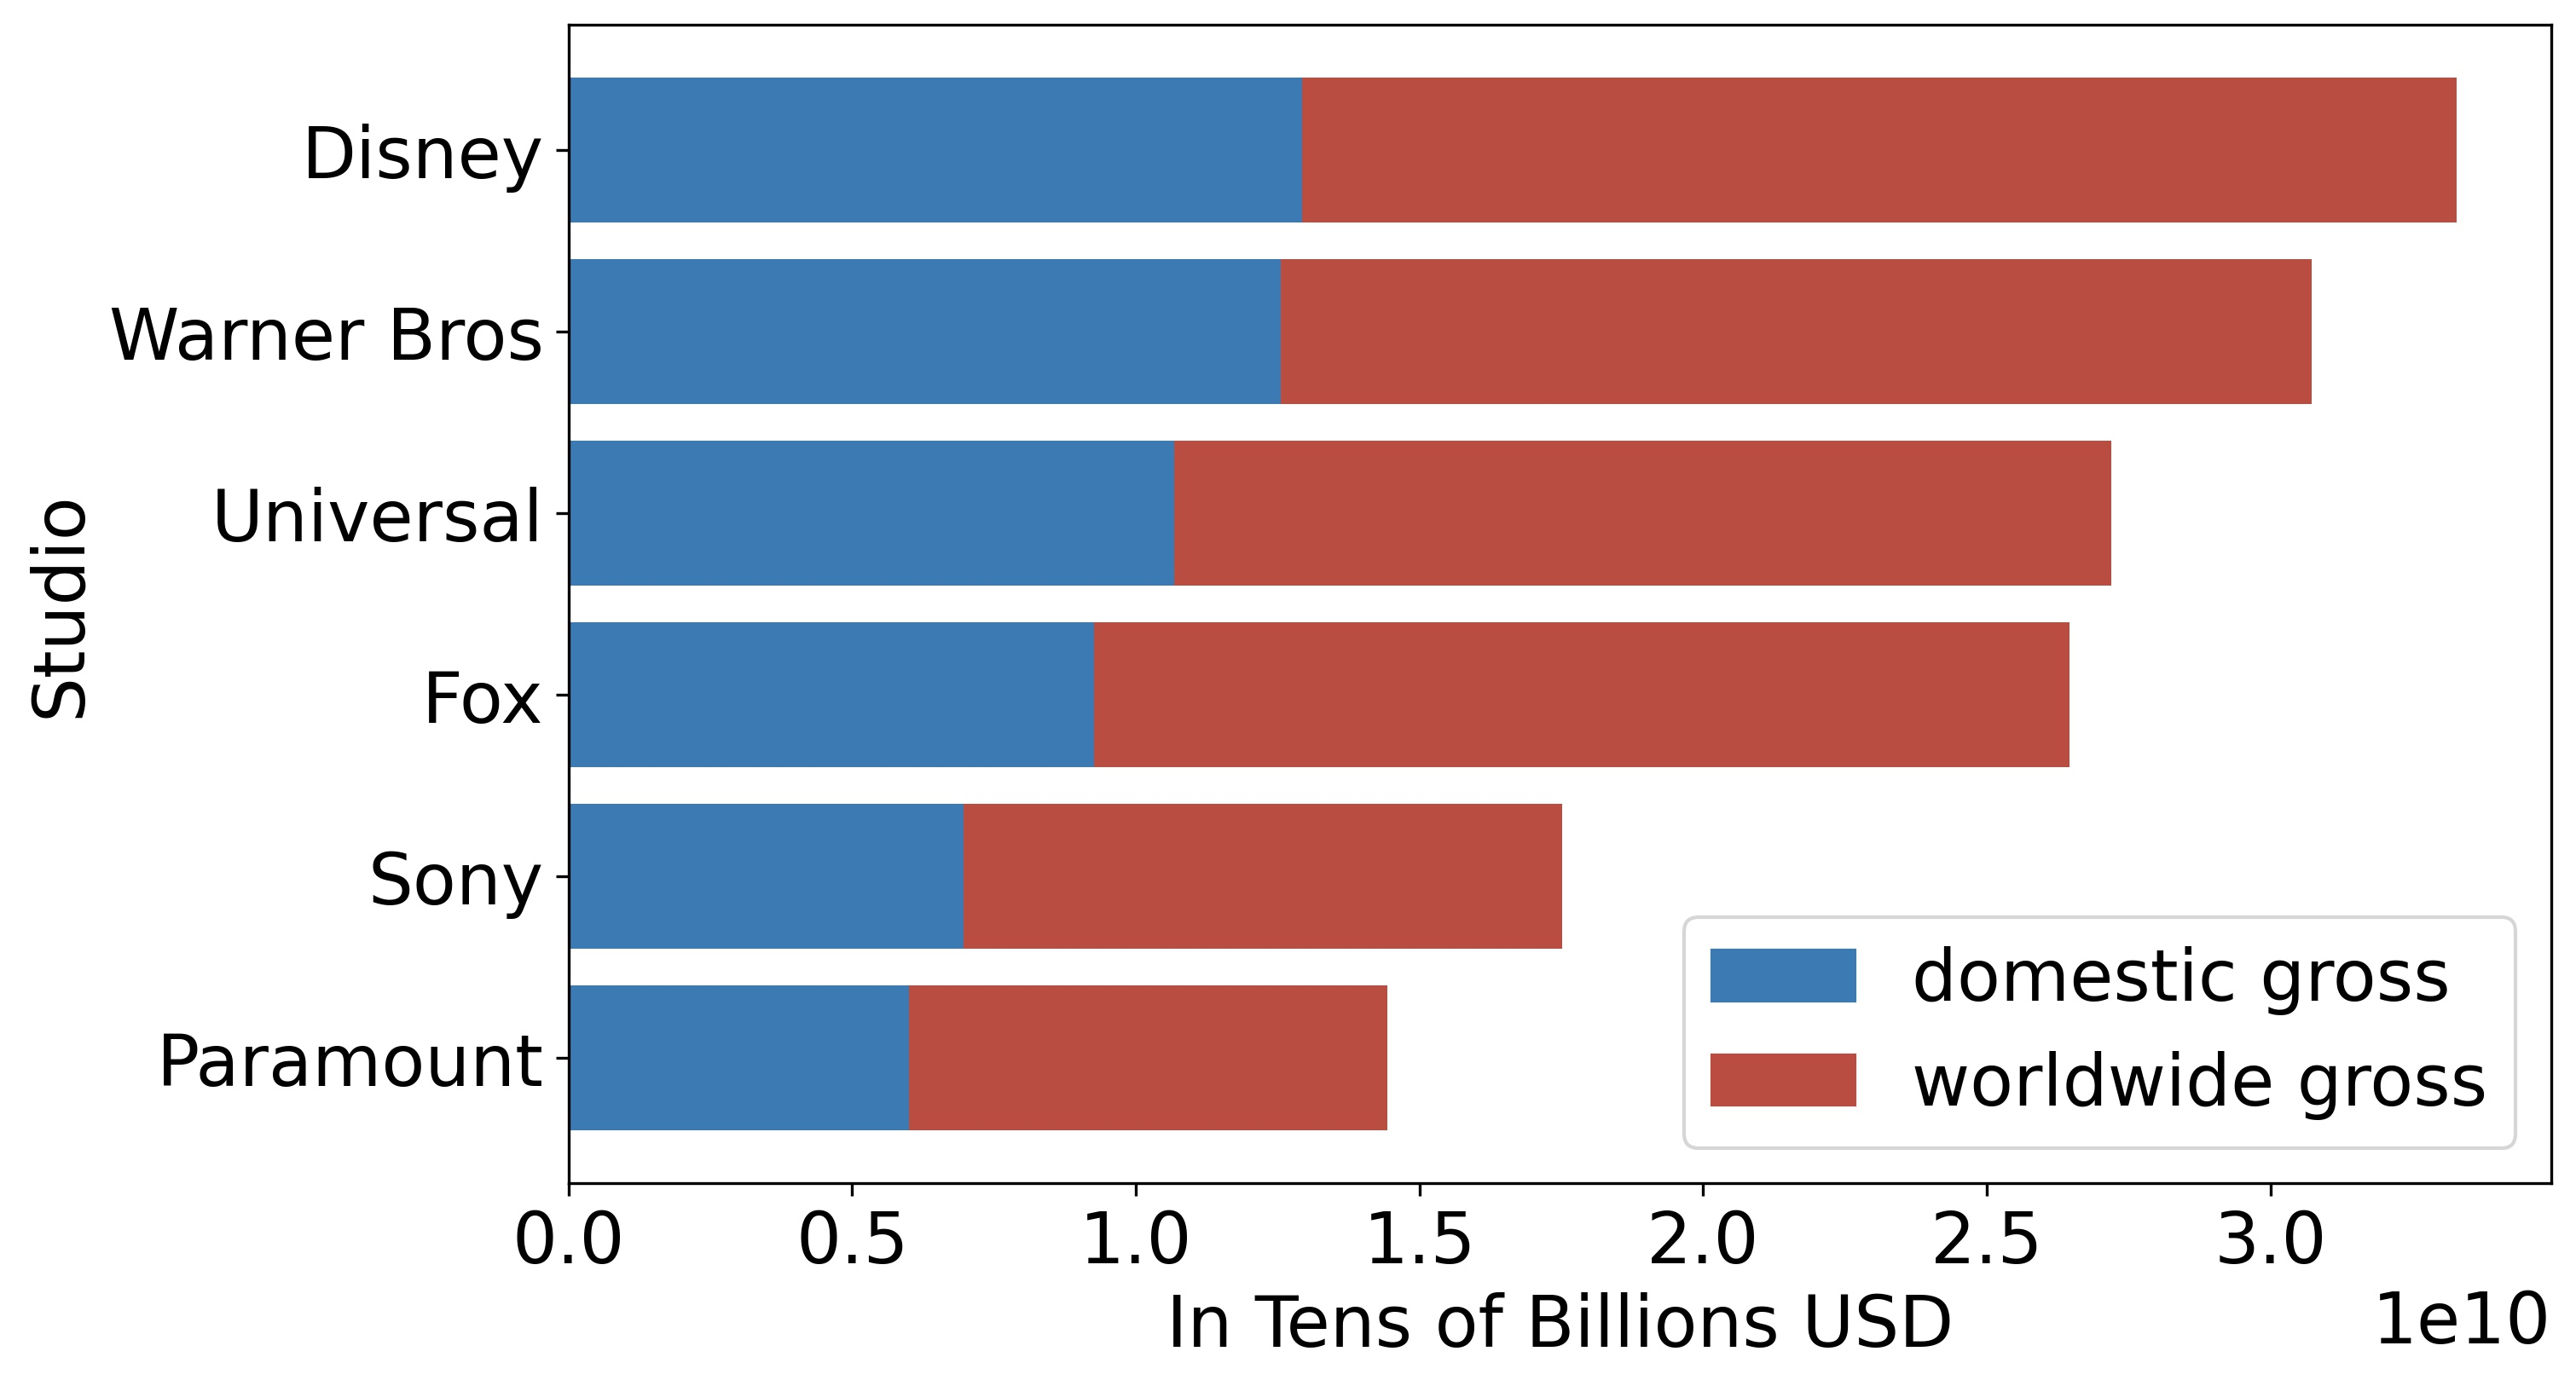 Disney
Warner Bros
Universal
Fox
Sony
Paramount
Studio
domestic gross
worldwide gross
0.0 0.5 1.0 1.5 2.0 2.5 3.0
In Tens of Billions USD
1e10